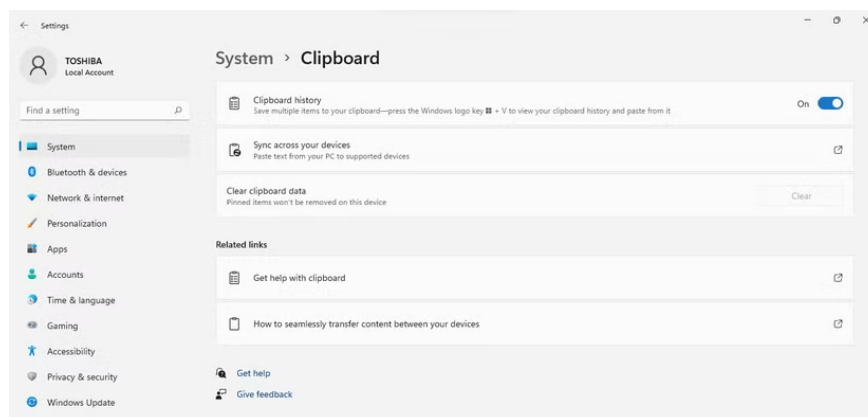 Settings
TOSHIBA
Local Account
Find a setting
System
Bluetooth & devices
Network & internet
Personalization
Apps
Accounts
Time & language
Gaming
Accessibility
Privacy & security
Windows Update
System > Clipboard
Clipboard history
Save multiple items to your clipboard—press the Windows logo key + V to view your clipboard history and paste from it
On
Sync across your devices
Paste text from your PC to supported devices
Clear clipboard data
Pinned items won't be removed on this device
Clear
Related links
Get help with clipboard
How to seamlessly transfer content between your devices
Get help
Give feedback